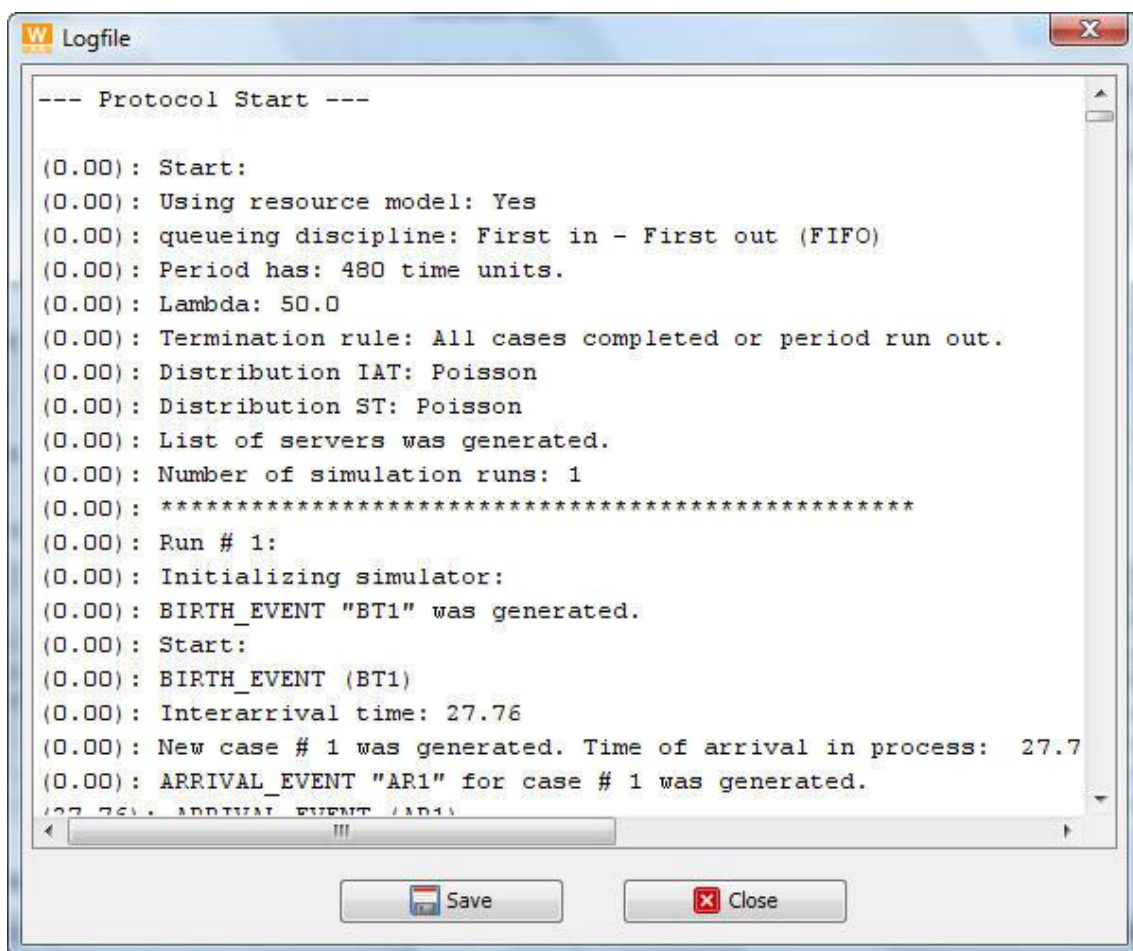 Logfile
--- Protocol Start ---
(0.00): Start:
(0.00): Using resource model: Yes
(0.00): queueing discipline: First in - First out (FIFO)
(0.00): Period has: 480 time units.
(0.00): Lambda: 50.0
(0.00): Termination rule: All cases completed or period run out.
(0.00): Distribution IAT: Poisson
(0.00): Distribution ST: Poisson
(0.00): List of servers was generated.
(0.00): Number of simulation runs: 1
(0.00): **************************************************
(0.00): Run # 1:
(0.00): Initializing simulator:
(0.00): BIRTH_EVENT "BT1" was generated.
(0.00): Start:
(0.00): BIRTH_EVENT (BT1)
(0.00): Interarrival time: 27.76
(0.00): New case # 1 was generated. Time of arrival in process:  27.7
(0.00): ARRIVAL_EVENT "AR1" for case # 1 was generated.
(27.76): ARRIVAL_EVENT (AR1)
Save Close